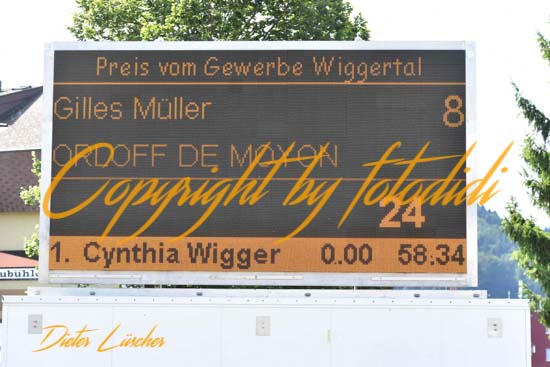 Preis vom Gewerbe Wiggertal
Gilles Müller 8
ORDOFF DE MOYON
Copyright by fotodidi
24
1. Cynthia Wigger 0.00 58:34
Dieter Lüscher